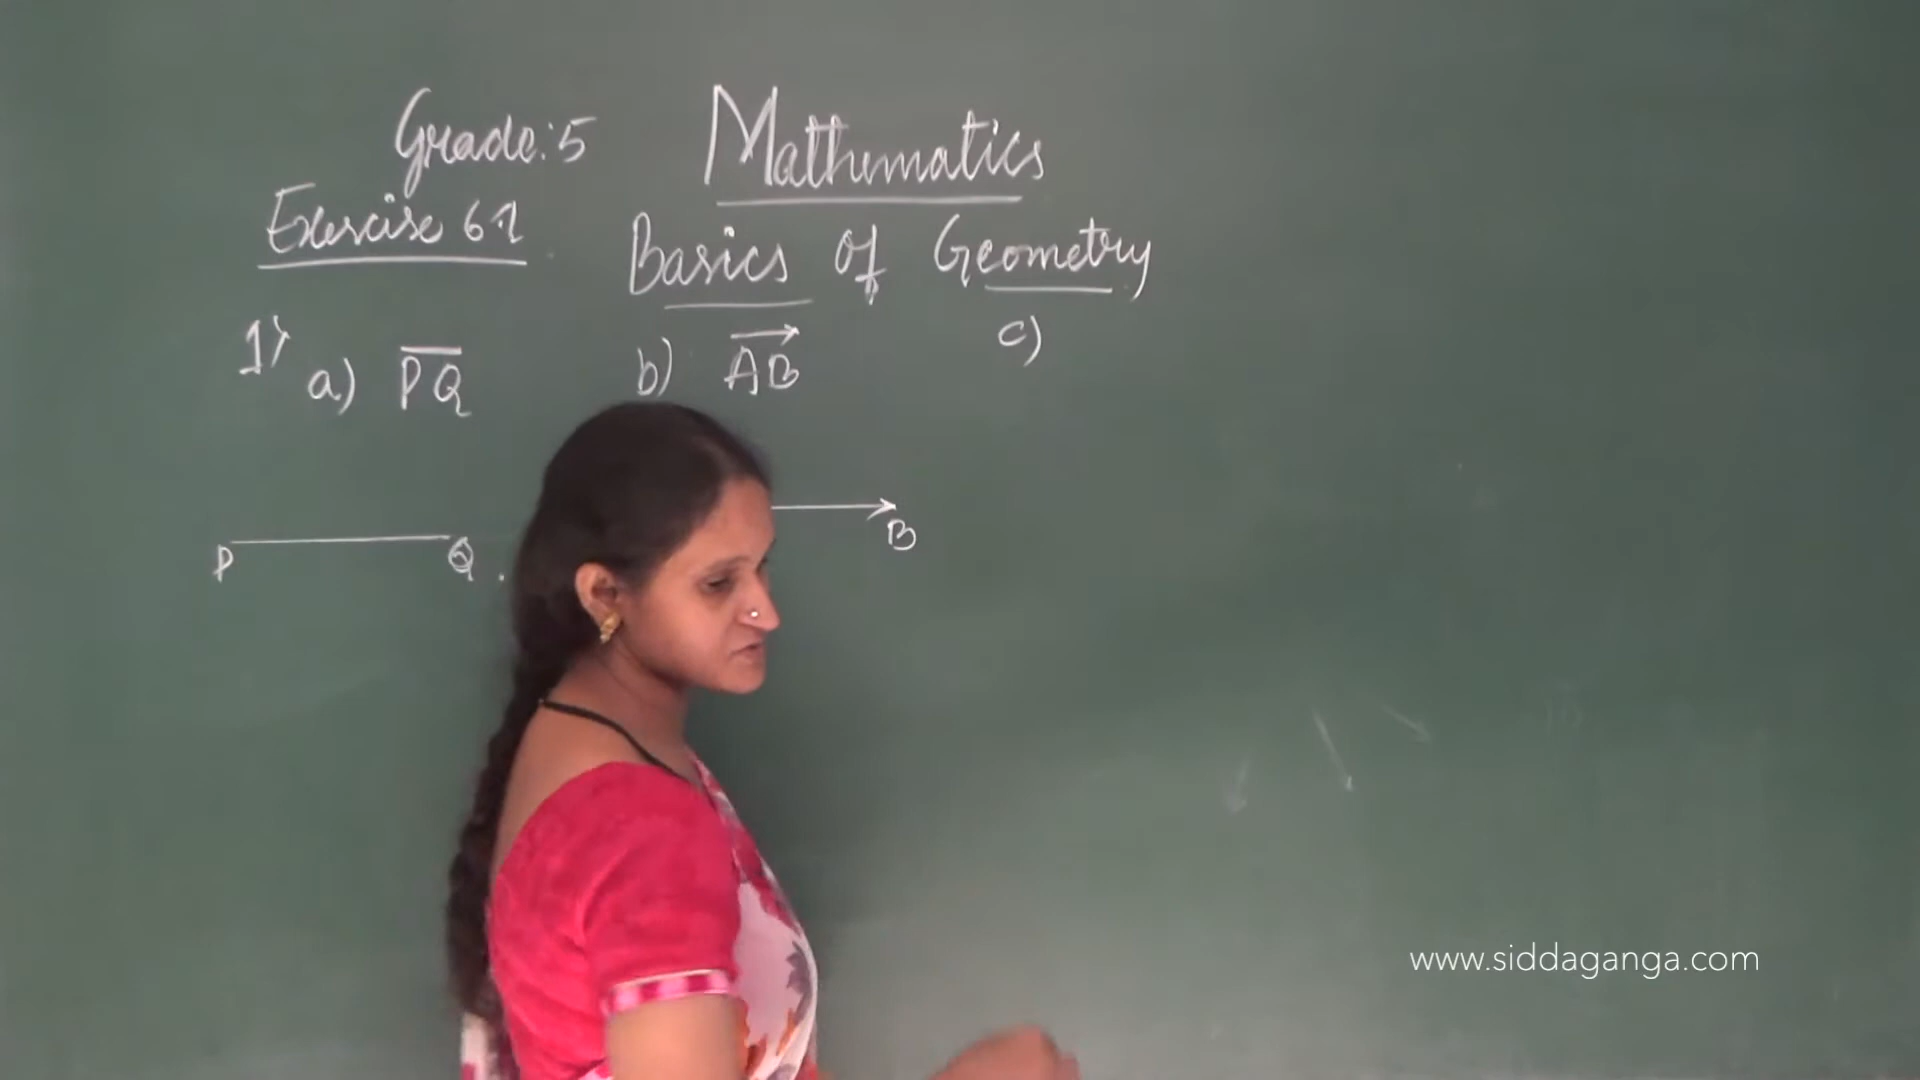 Grade: 5 Mathematics
Exercise 6.1 Basics of Geometry
1) a) PQ b) AB c)
P Q . B
www.siddaganga.com